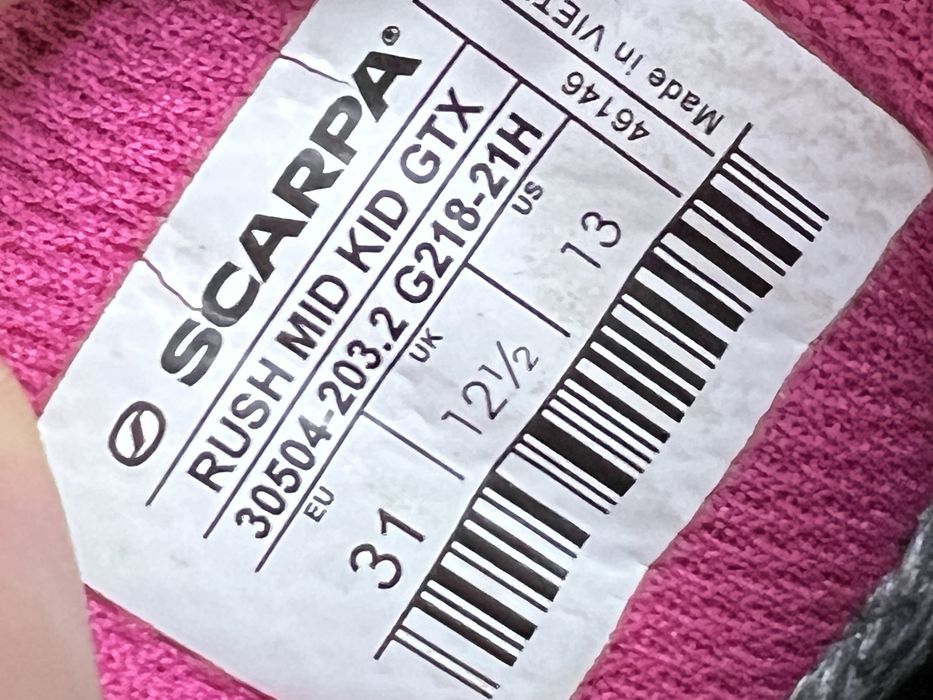 SCARPA®
RUSH MID KID GTX
30504-203.2 G218-21H
EU UK US
31 12½ 13
46146
Made in